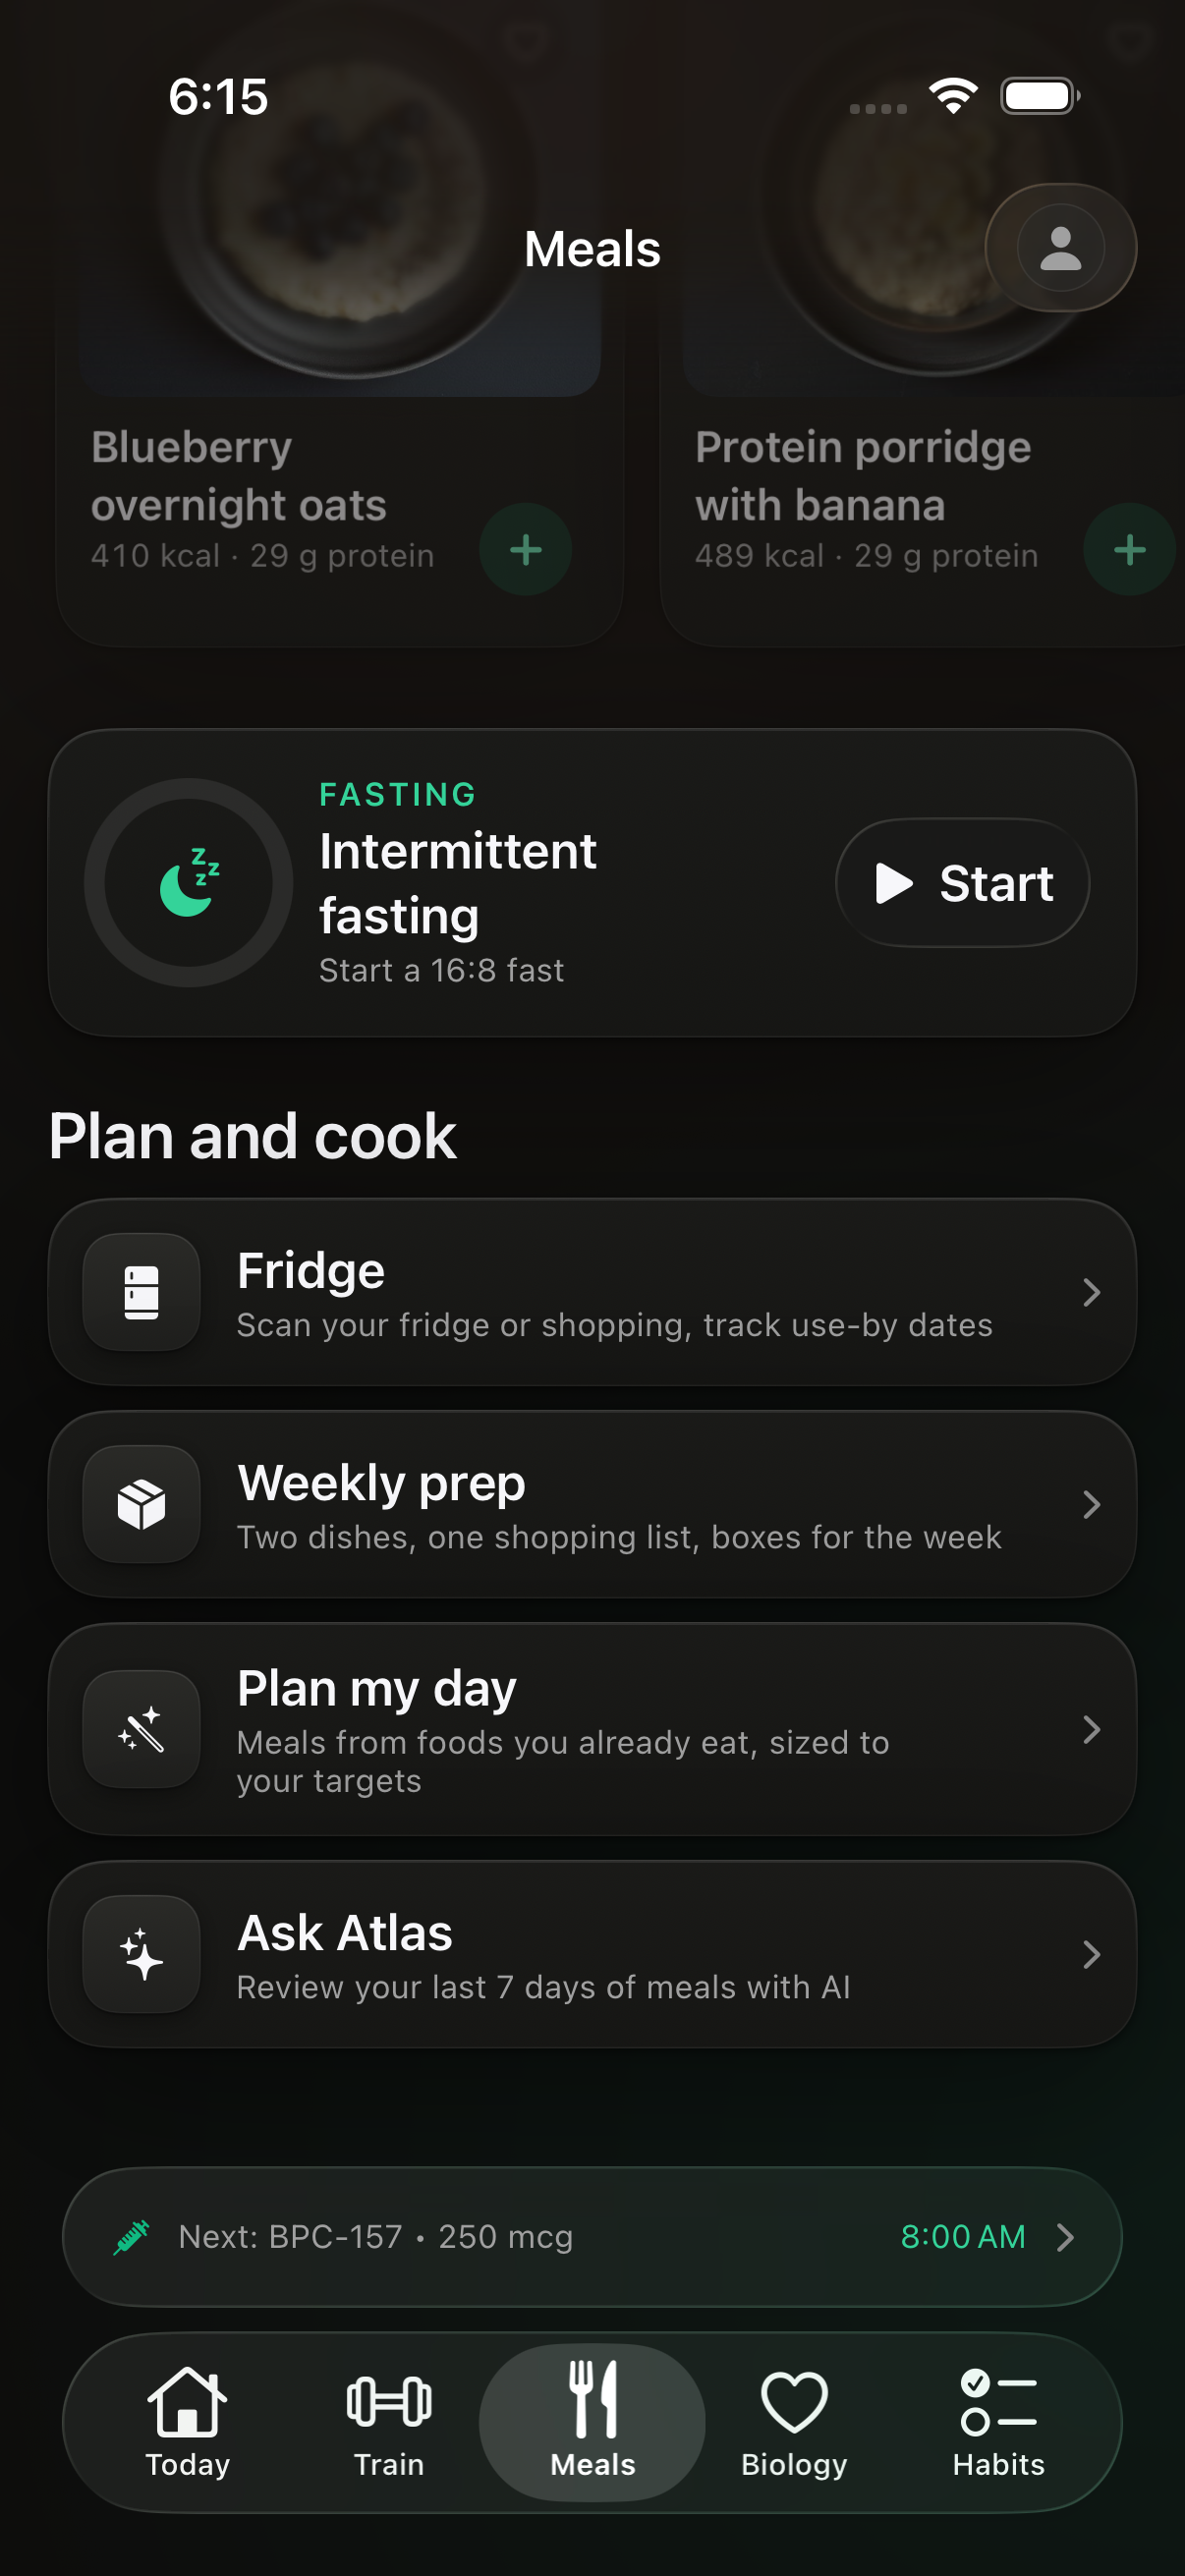 6:15
Meals
Blueberry
overnight oats
410 kcal · 29 g protein
Protein porridge
with banana
489 kcal · 29 g protein
FASTING
Intermittent
fasting
Start a 16:8 fast
Start
Plan and cook
Fridge
Scan your fridge or shopping, track use-by dates
Weekly prep
Two dishes, one shopping list, boxes for the week
Plan my day
Meals from foods you already eat, sized to
your targets
Ask Atlas
Review your last 7 days of meals with AI
Next: BPC-157 • 250 mcg
8:00 AM
Today
Train
Meals
Biology
Habits